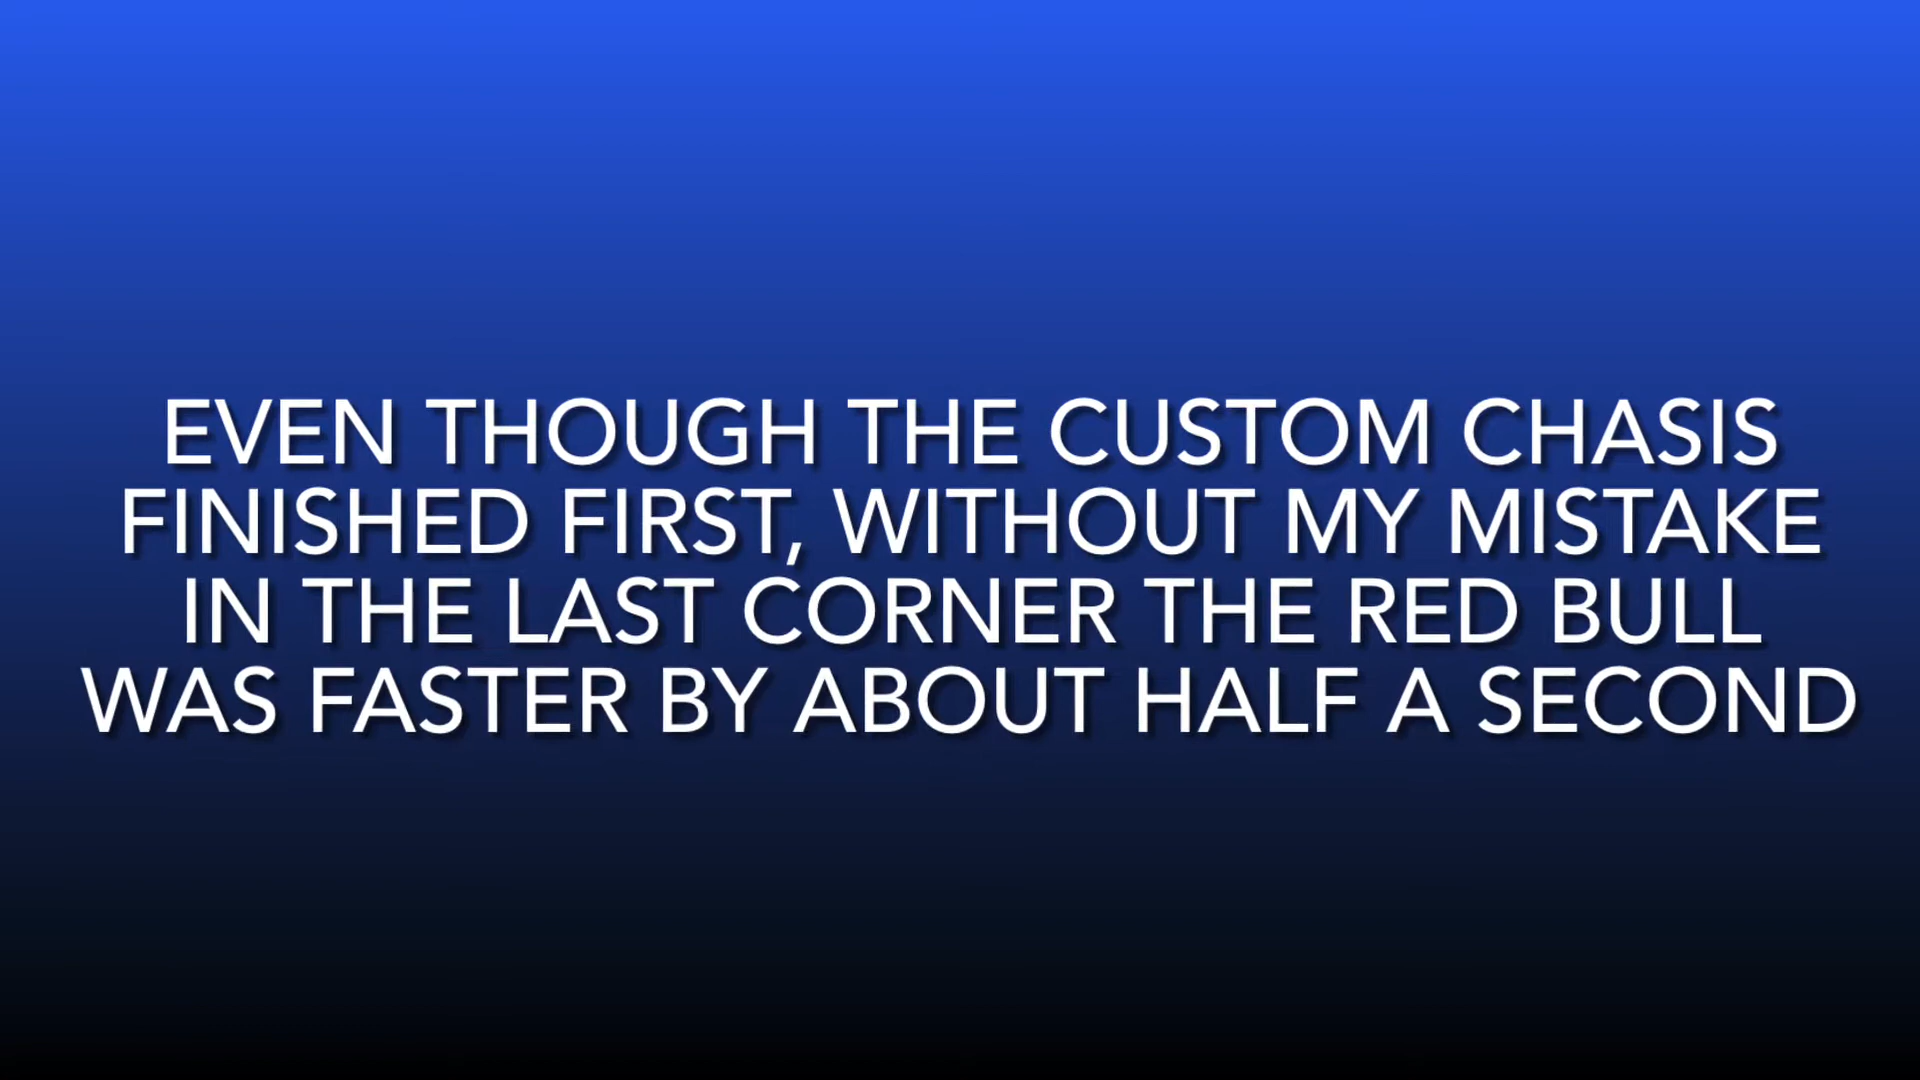 EVEN THOUGH THE CUSTOM CHASIS
FINISHED FIRST, WITHOUT MY MISTAKE
IN THE LAST CORNER THE RED BULL
WAS FASTER BY ABOUT HALF A SECOND